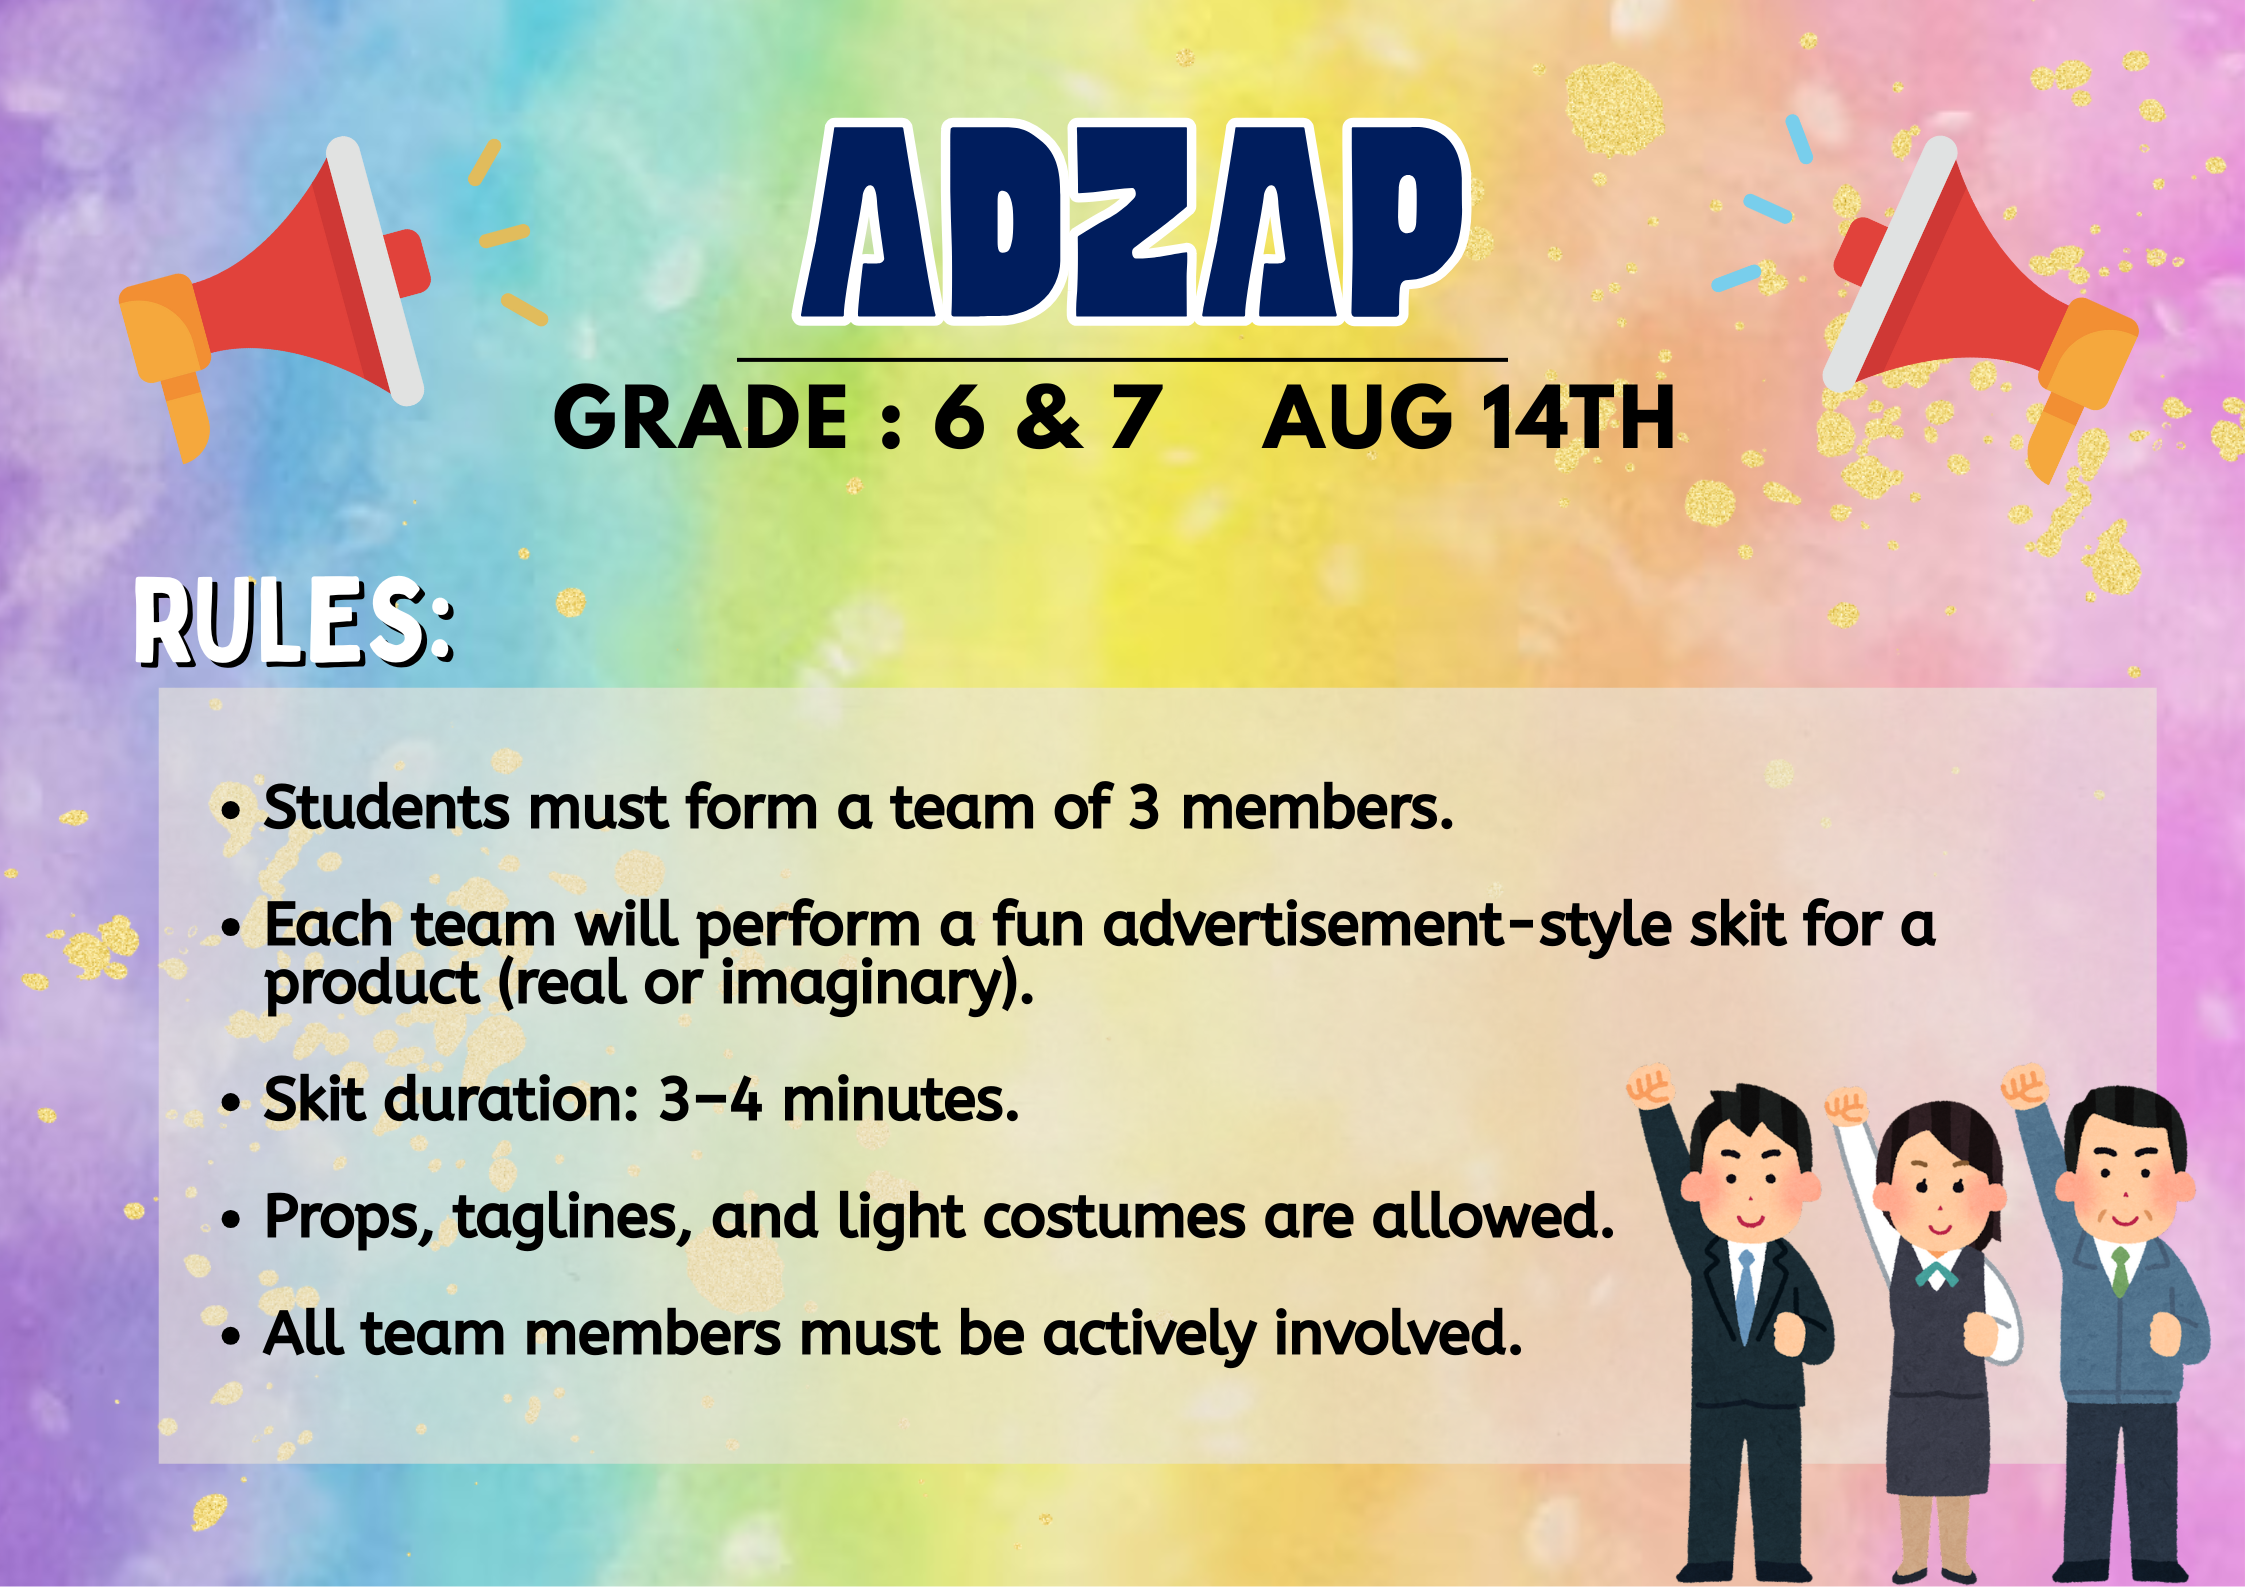 ADZAP
GRADE : 6 & 7    AUG 14TH
RULES:
• Students must form a team of 3 members.
• Each team will perform a fun advertisement-style skit for a
product (real or imaginary).
• Skit duration: 3–4 minutes.
• Props, taglines, and light costumes are allowed.
• All team members must be actively involved.